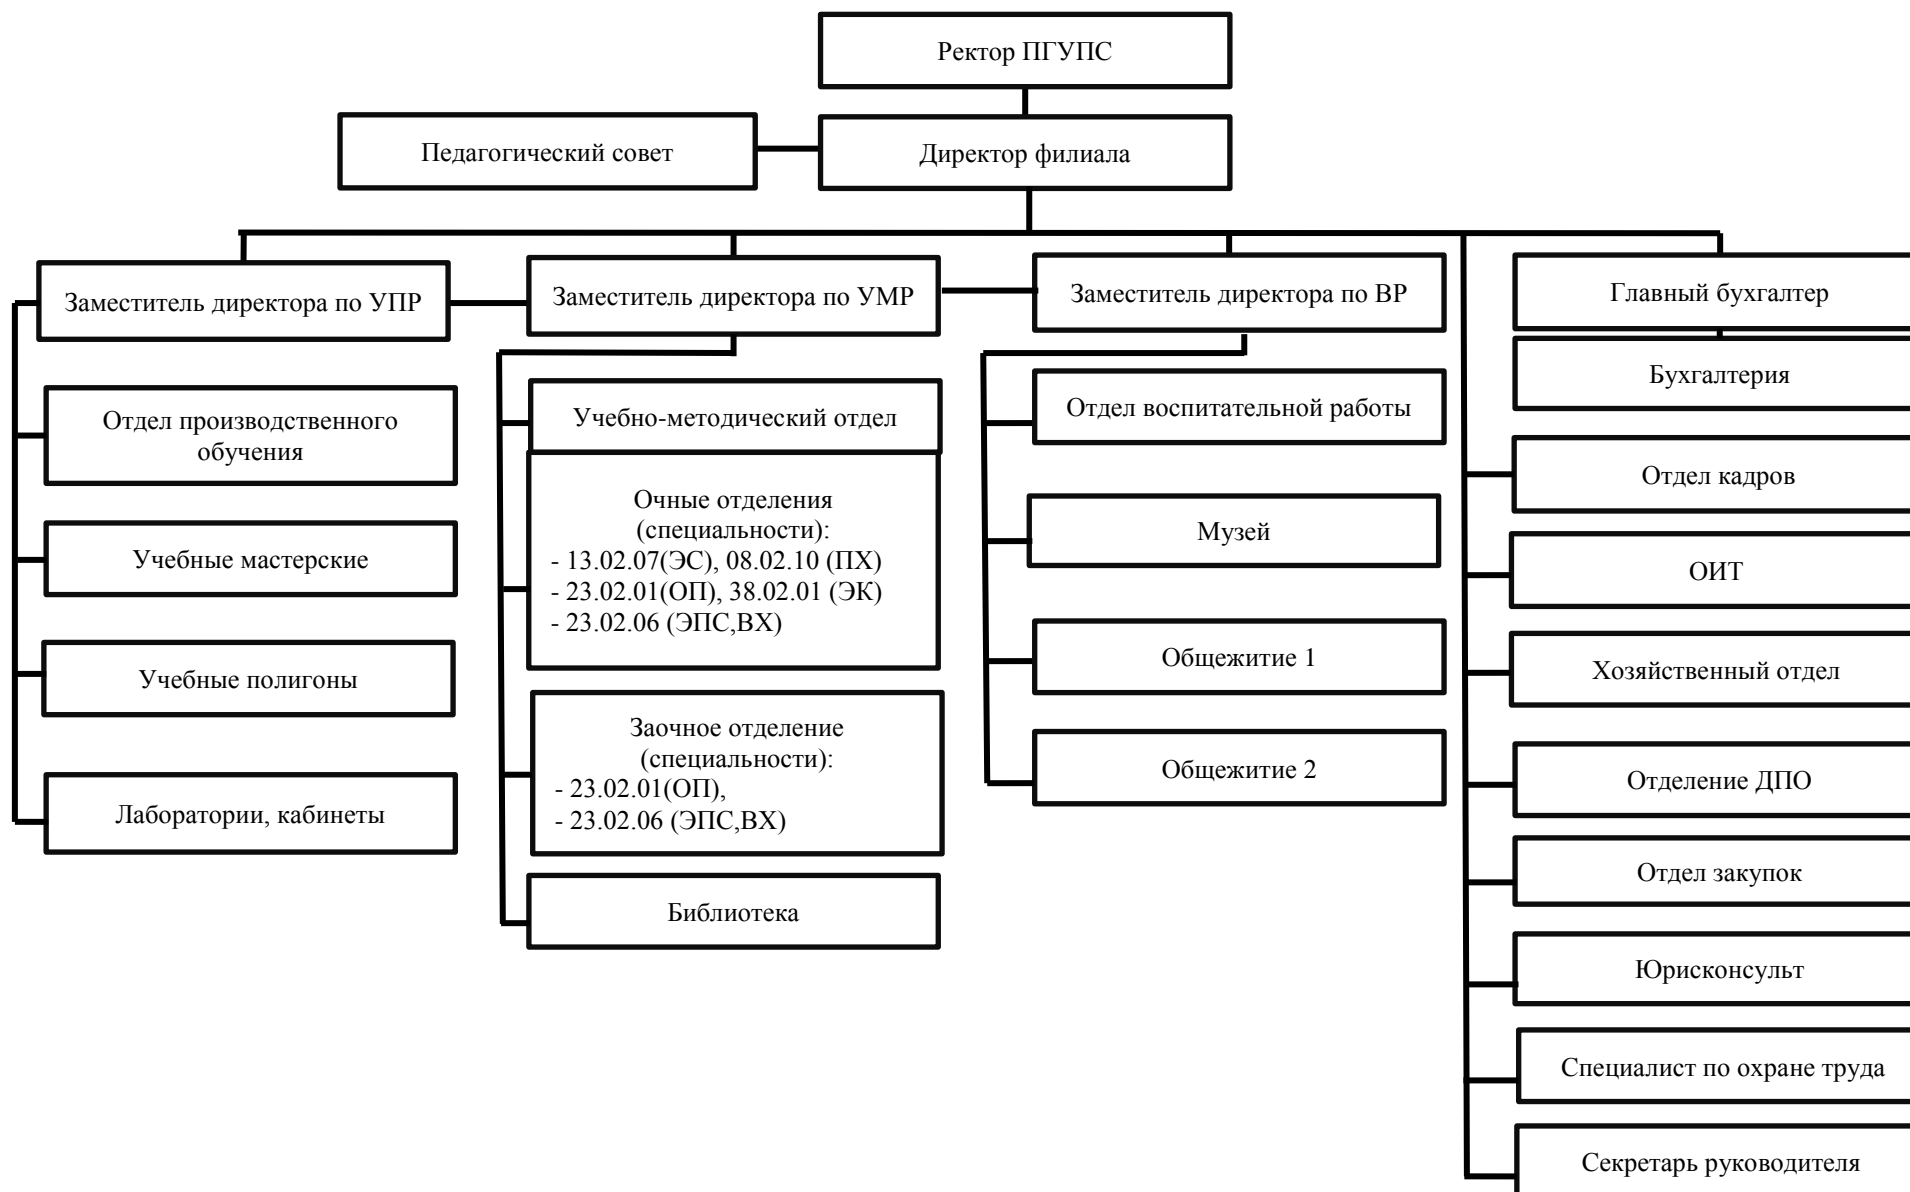 Ректор ПГУПС
Педагогический совет
Директор филиала
Заместитель директора по УПР
Заместитель директора по УМР
Заместитель директора по ВР
Главный бухгалтер
Отдел производственного
обучения
Учебные мастерские
Учебные полигоны
Лаборатории, кабинеты
Учебно-методический отдел
Очные отделения
(специальности):
- 13.02.07(ЭС), 08.02.10 (ПХ)
- 23.02.01(ОП), 38.02.01 (ЭК)
- 23.02.06 (ЭПС,ВХ)
Заочное отделение
(специальности):
- 23.02.01(ОП),
- 23.02.06 (ЭПС,ВХ)
Библиотека
Отдел воспитательной работы
Музей
Общежитие 1
Общежитие 2
Бухгалтерия
Отдел кадров
ОИТ
Хозяйственный отдел
Отделение ДПО
Отдел закупок
Юрисконсульт
Специалист по охране труда
Секретарь руководителя